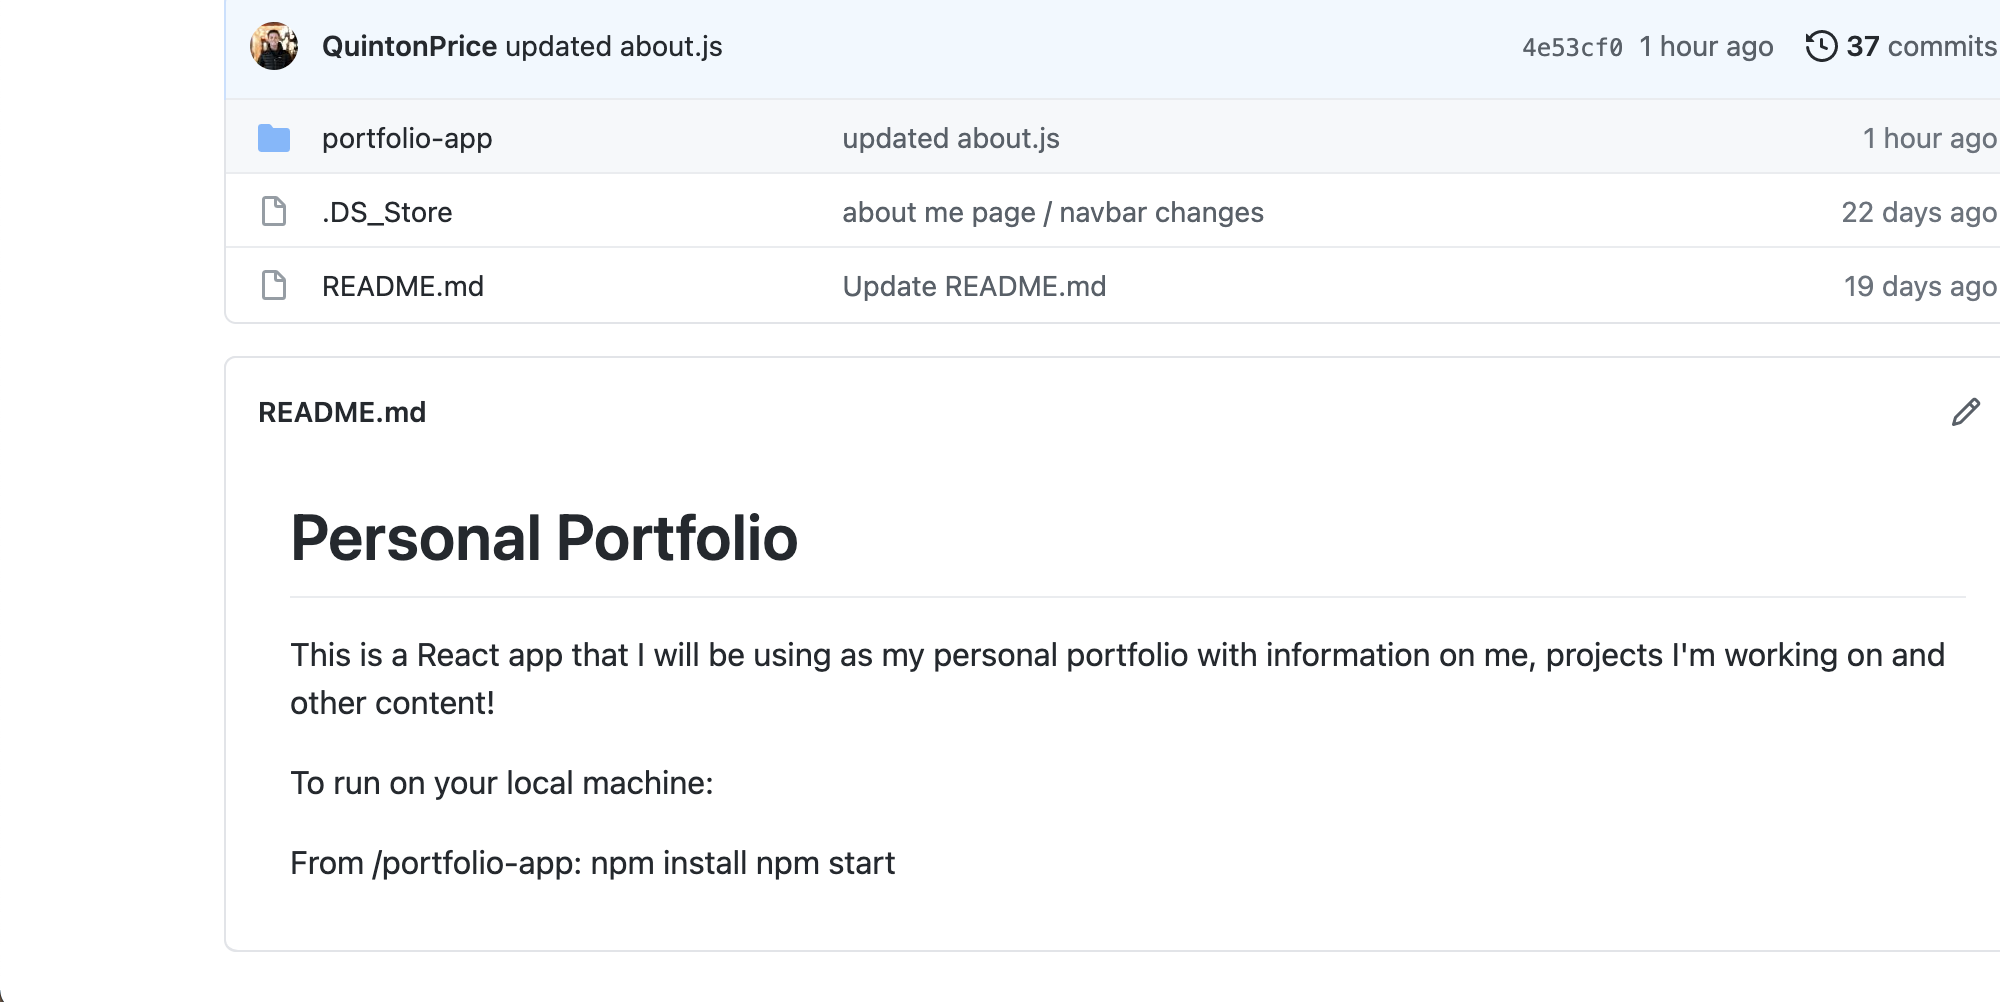 QuintonPrice updated about.js 4e53cf0 1 hour ago 37 commits
portfolio-app updated about.js 1 hour ago
.DS_Store about me page / navbar changes 22 days ago
README.md Update README.md 19 days ago
README.md
Personal Portfolio
This is a React app that I will be using as my personal portfolio with information on me, projects I'm working on and
other content!
To run on your local machine:
From /portfolio-app: npm install npm start